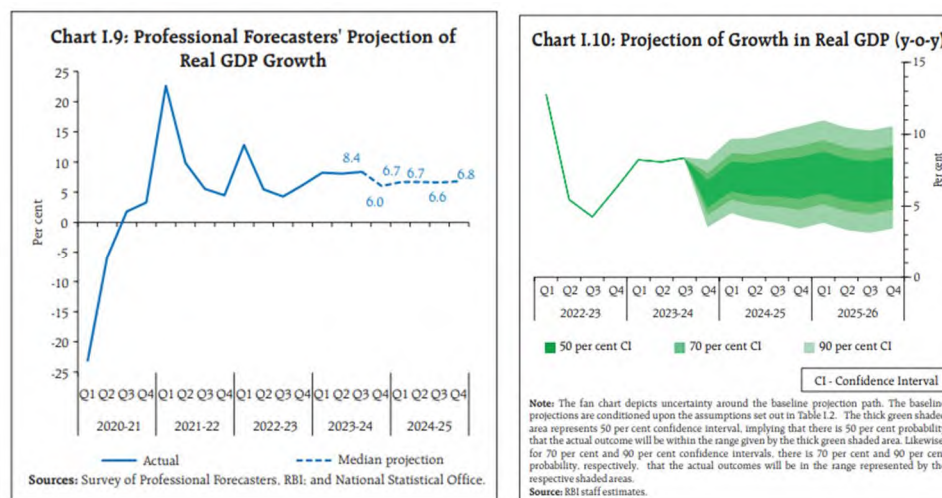 Chart I.9: Professional Forecasters' Projection of
Real GDP Growth
25
20
15
10
5
0
-5
-10
-15
-20
-25
Per cent
8.4
6.0
6.7 6.7
6.6
6.8
Q1 Q2 Q3 Q4 Q1 Q2 Q3 Q4 Q1 Q2 Q3 Q4 Q1 Q2 Q3 Q4 Q1 Q2 Q3 Q4
2020-21 2021-22 2022-23 2023-24 2024-25
Actual Median projection
Sources: Survey of Professional Forecasters, RBI; and National Statistical Office.
Chart I.10: Projection of Growth in Real GDP (y-o-y)
15
10
5
0
Per cent
Q1 Q2 Q3 Q4 Q1 Q2 Q3 Q4 Q1 Q2 Q3 Q4 Q1 Q2 Q3 Q4
2022-23 2023-24 2024-25 2025-26
50 per cent CI 70 per cent CI 90 per cent CI
CI - Confidence Interval
Note: The fan chart depicts uncertainty around the baseline projection path. The baseline
projections are conditioned upon the assumptions set out in Table I.2. The thick green shaded
area represents 50 per cent confidence interval, implying that there is 50 per cent probability
that the actual outcome will be within the range given by the thick green shaded area. Likewise,
for 70 per cent and 90 per cent confidence intervals, there is 70 per cent and 90 per cent
probability, respectively, that the actual outcomes will be in the range represented by the
respective shaded areas.
Source: RBI staff estimates.